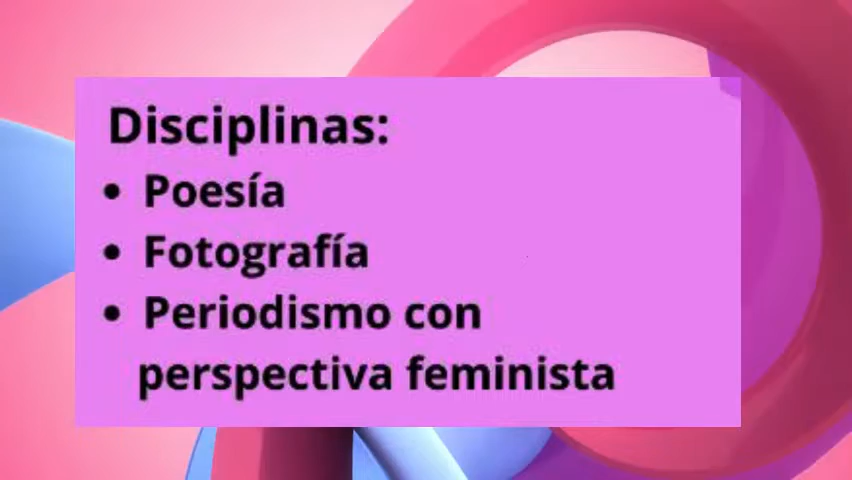 Disciplinas:
• Poesía
• Fotografía
• Periodismo con
perspectiva feminista